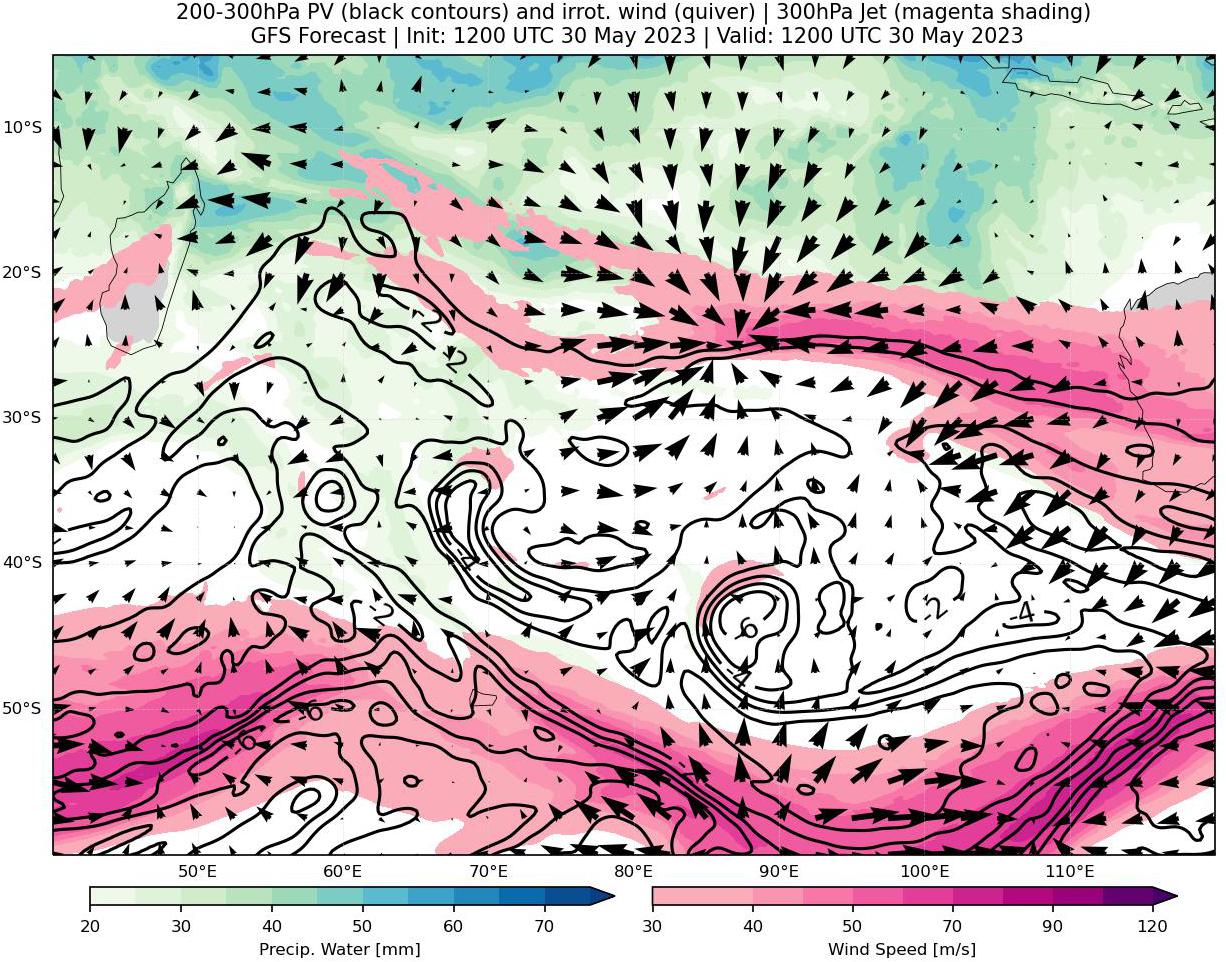 200-300hPa PV (black contours) and irrot. wind (quiver) | 300hPa Jet (magenta shading)
GFS Forecast | Init: 1200 UTC 30 May 2023 | Valid: 1200 UTC 30 May 2023
10°S
20°S
-2
-2
30°S
-4
40°S
-2
-2
-4
-6
-4
50°S
-6
-6
50°E 60°E 70°E 80°E 90°E 100°E 110°E
20 30 40 50 60 70
30 40 50 70 90 120
Precip. Water [mm]
Wind Speed [m/s]